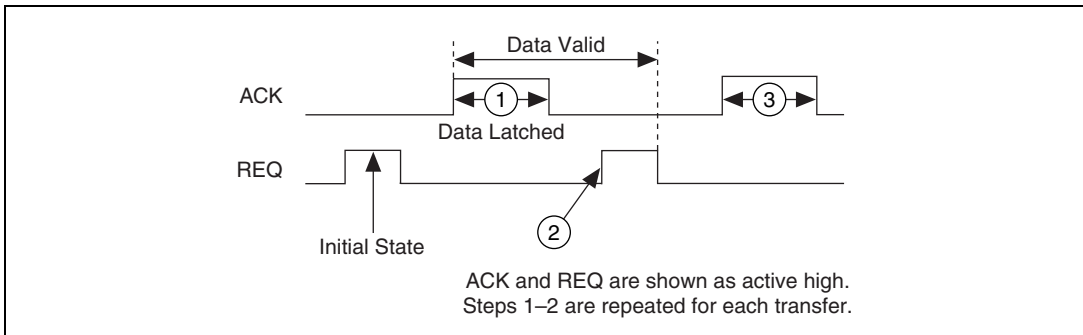 Data Valid
ACK
1
3
Data Latched
REQ
2
Initial State
ACK and REQ are shown as active high.
Steps 1–2 are repeated for each transfer.